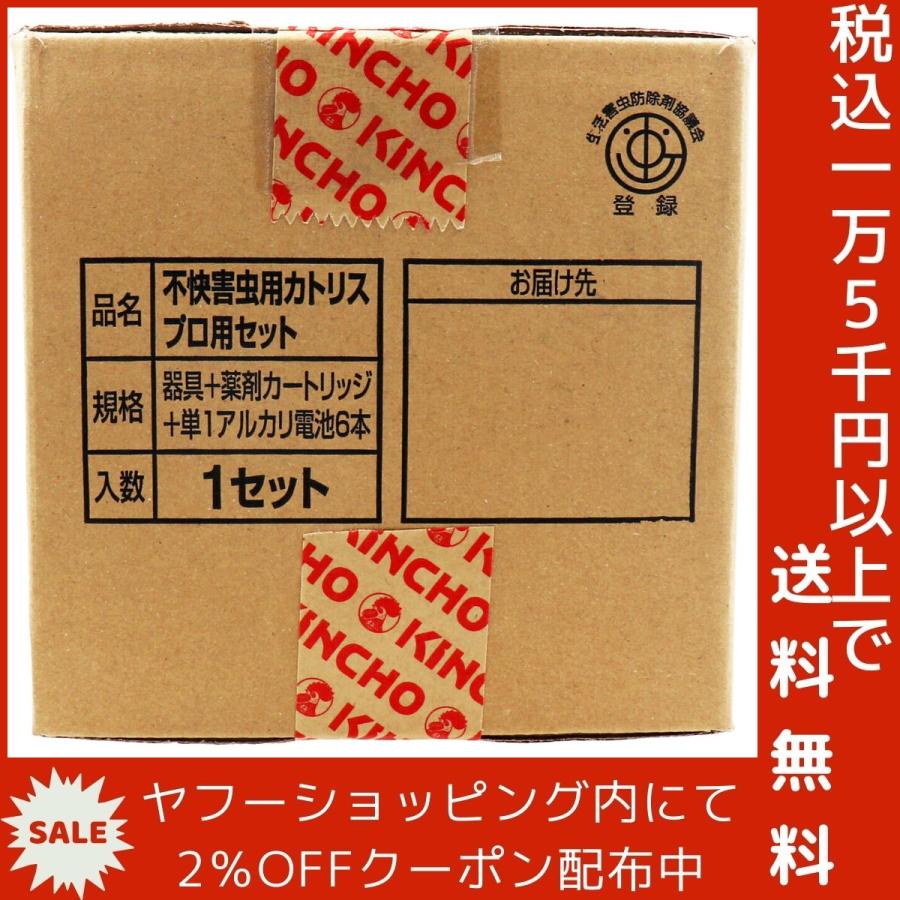 KINCHO
KINCHO
KINCHO
生活害虫防除剤協議会
登録
品名
不快害虫用カトリス
プロ用セット
規格
器具+薬剤カートリッジ
+単1アルカリ電池6本
入数
1セット
お届け先
KINCHO
KINCHO
KINCHO
税込一万5千円以上で
送料無料
SALE
ヤフーショッピング内にて
2%OFFクーポン配布中